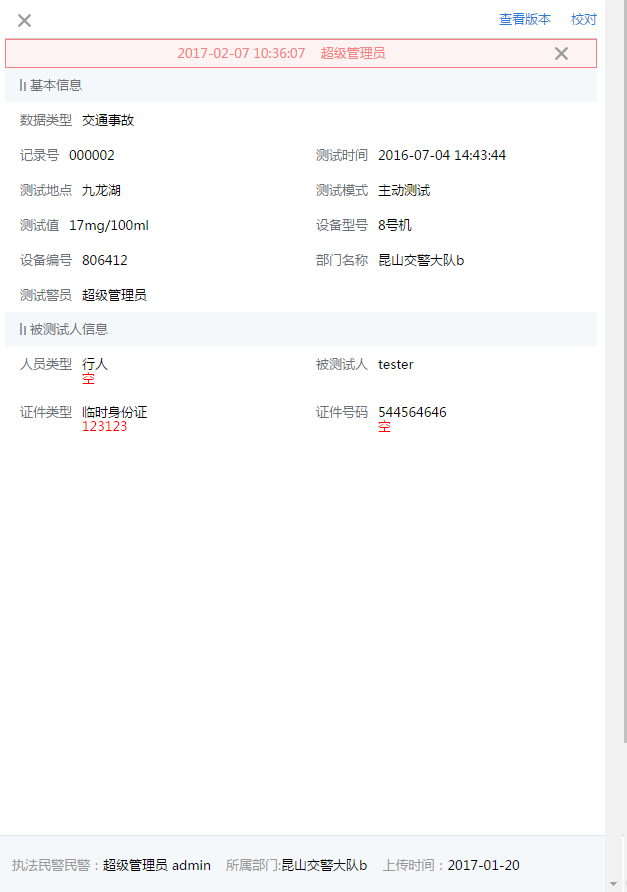 查看版本 校对
2017-02-07 10:36:07 超级管理员
基本信息
数据类型 交通事故
记录号 000002 测试时间 2016-07-04 14:43:44
测试地点 九龙湖 测试模式 主动测试
测试值 17mg/100ml 设备型号 8号机
设备编号 806412 部门名称 昆山交警大队b
测试警员 超级管理员
被测试人信息
人员类型 行人 被测试人 tester
空
证件类型 临时身份证 证件号码 544564646
123123 空
执法民警民警：超级管理员 admin 所属部门:昆山交警大队b 上传时间：2017-01-20